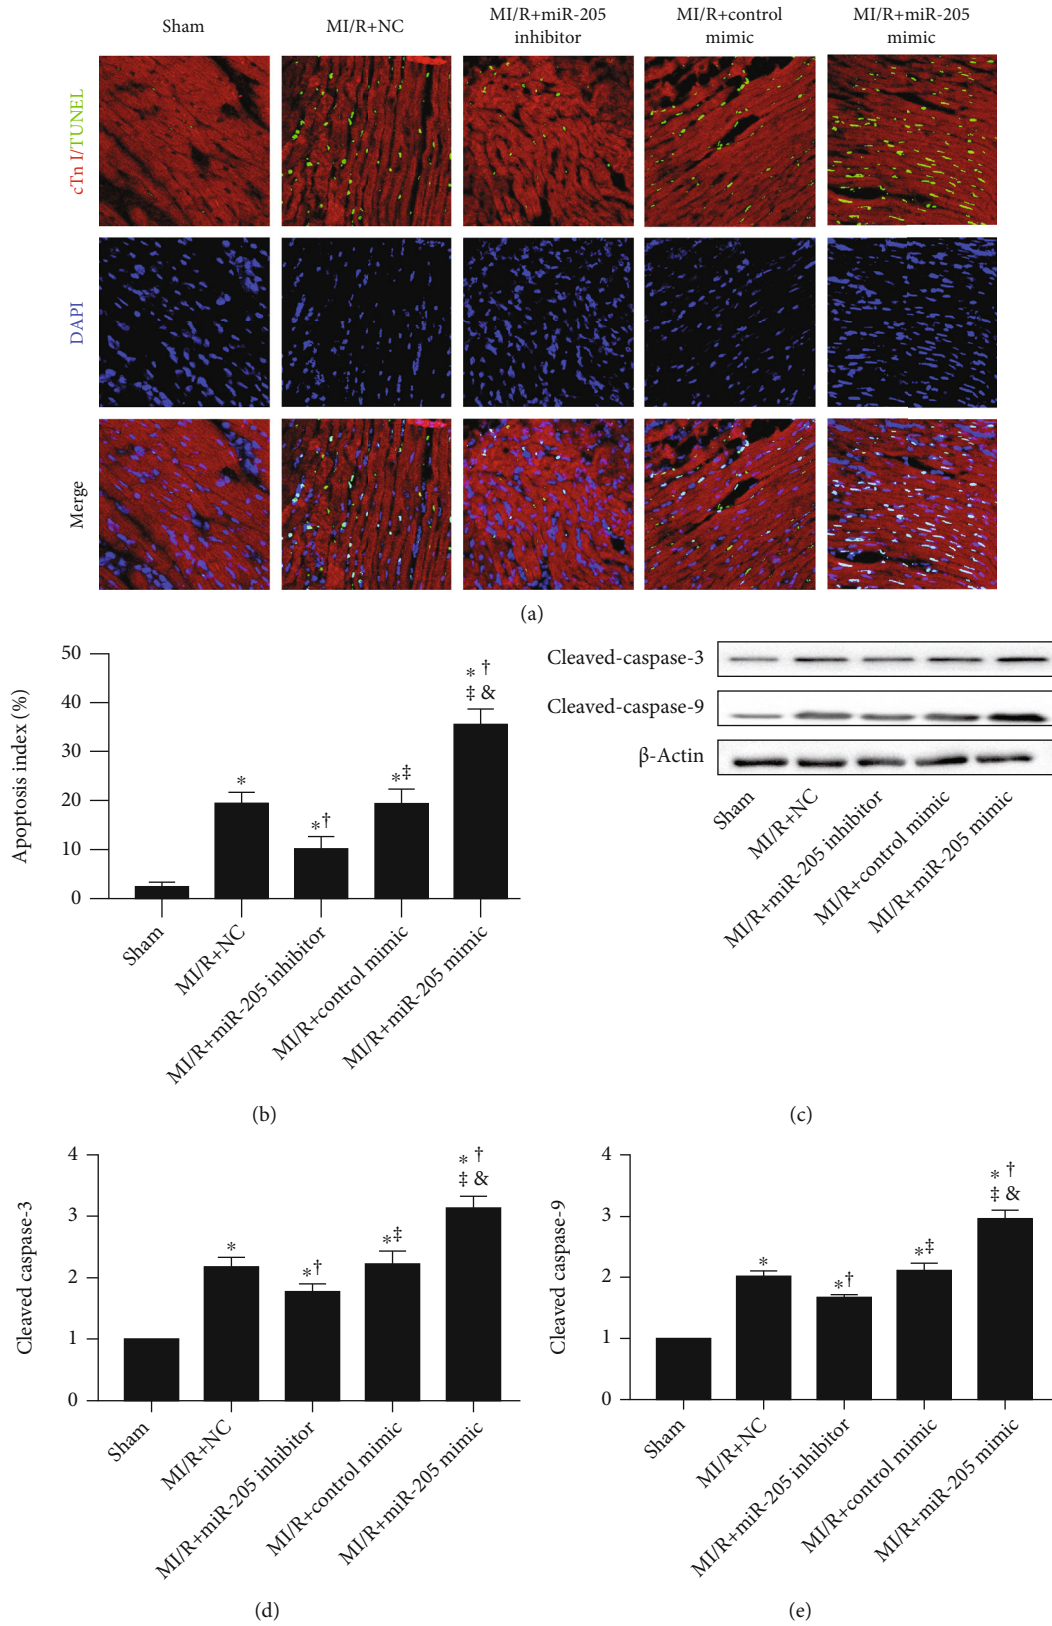 Sham
MI/R+NC
MI/R+miR-205
inhibitor
MI/R+control
mimic
MI/R+miR-205
mimic
cTn I/TUNEL
DAPI
Merge
(a)
Apoptosis index (%)
50
40
30
20
10
0
*
*†
*‡
* †
‡ &
Sham
MI/R+NC
MI/R+miR-205 inhibitor
MI/R+control mimic
MI/R+miR-205 mimic
(b)
Cleaved-caspase-3
Cleaved-caspase-9
β-Actin
Sham
MI/R+NC
MI/R+miR-205 inhibitor
MI/R+control mimic
MI/R+miR-205 mimic
(c)
Cleaved caspase-3
4
3
2
1
0
*
*†
*‡
* †
‡ &
Sham
MI/R+NC
MI/R+miR-205 inhibitor
MI/R+control mimic
MI/R+miR-205 mimic
(d)
Cleaved caspase-9
4
3
2
1
0
*
*†
*‡
* †
‡ &
Sham
MI/R+NC
MI/R+miR-205 inhibitor
MI/R+control mimic
MI/R+miR-205 mimic
(e)